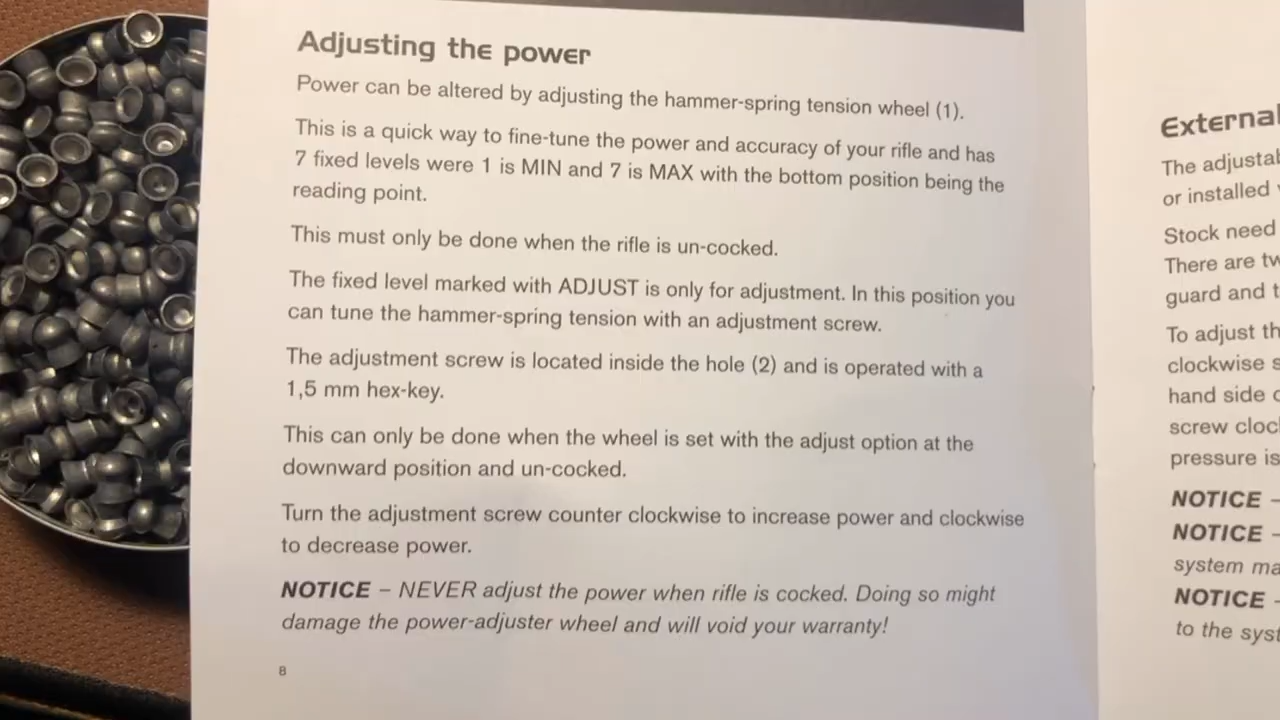 Adjusting the power
Power can be altered by adjusting the hammer-spring tension wheel (1).
This is a quick way to fine-tune the power and accuracy of your rifle and has
7 fixed levels were 1 is MIN and 7 is MAX with the bottom position being the
reading point.
This must only be done when the rifle is un-cocked.
The fixed level marked with ADJUST is only for adjustment. In this position you
can tune the hammer-spring tension with an adjustment screw.
The adjustment screw is located inside the hole (2) and is operated with a
1,5 mm hex-key.
This can only be done when the wheel is set with the adjust option at the
downward position and un-cocked.
Turn the adjustment screw counter clockwise to increase power and clockwise
to decrease power.
NOTICE – NEVER adjust the power when rifle is cocked. Doing so might
damage the power-adjuster wheel and will void your warranty!
8
External
The
or installed
Stock need
There are
guard and
To adjust
clockwise
hand side
screw
pressure is
NOTICE –
NOTICE –
system
NOTICE –
to the